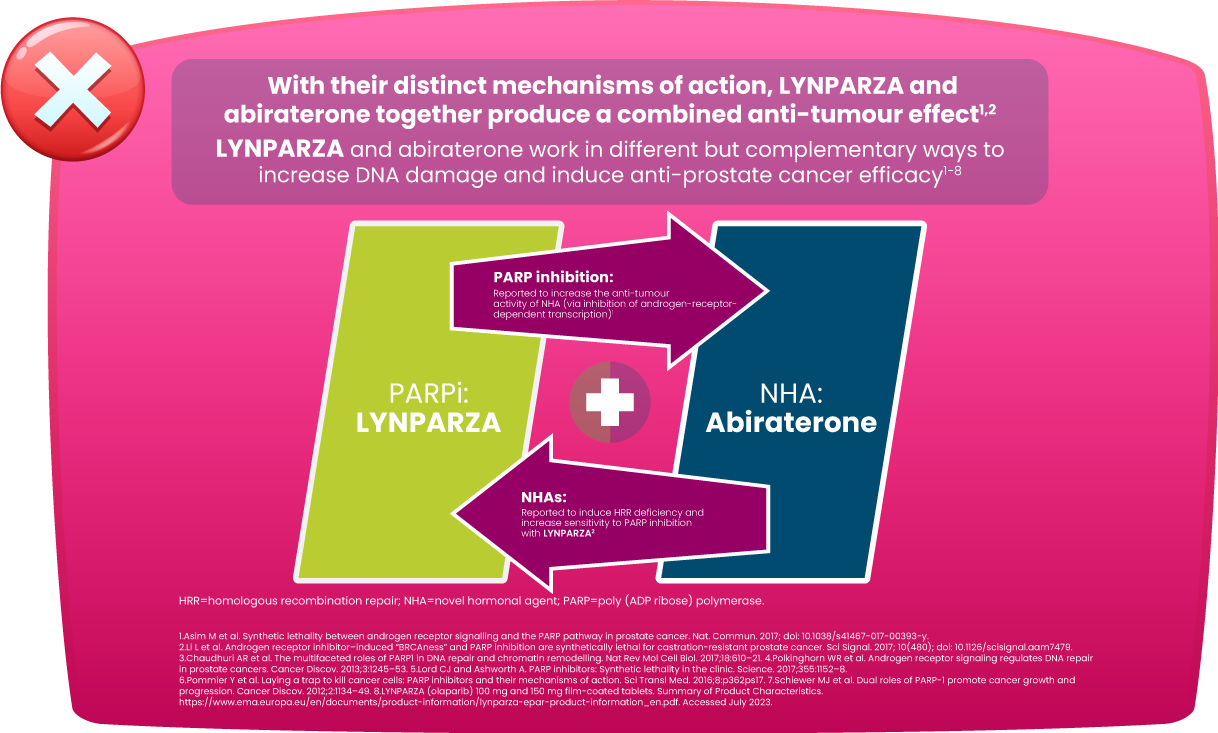 With their distinct mechanisms of action, LYNPARZA and
abiraterone together produce a combined anti-tumour effect¹,²
LYNPARZA and abiraterone work in different but complementary ways to
increase DNA damage and induce anti-prostate cancer efficacy¹⁻⁸
PARP inhibition:
Reported to increase the anti-tumour
activity of NHA (via inhibition of androgen-receptor-
dependent transcription)¹
PARPi:
LYNPARZA
NHA:
Abiraterone
NHAs:
Reported to induce HRR deficiency and
increase sensitivity to PARP inhibition
with LYNPARZA²
HRR=homologous recombination repair; NHA=novel hormonal agent; PARP=poly (ADP ribose) polymerase.
1.Asim M et al. Synthetic lethality between androgen receptor signalling and the PARP pathway in prostate cancer. Nat. Commun. 2017; doi: 10.1038/s41467-017-00393-y.
2.Li L et al. Androgen receptor inhibitor–induced “BRCAness” and PARP inhibition are synthetically lethal for castration-resistant prostate cancer. Sci Signal. 2017; 10(480); doi: 10.1126/scisignal.aam7479.
3.Chaudhuri AR et al. The multifaceted roles of PARP1 in DNA repair and chromatin remodelling. Nat Rev Mol Cell Biol. 2017;18:610–21. 4.Polkinghorn WR et al. Androgen receptor signaling regulates DNA repair
in prostate cancers. Cancer Discov. 2013;3:1245–53. 5.Lord CJ and Ashworth A. PARP inhibitors: Synthetic lethality in the clinic. Science. 2017;355:1152–8.
6.Pommier Y et al. Laying a trap to kill cancer cells: PARP inhibitors and their mechanisms of action. Sci Transl Med. 2016;8:p362ps17. 7.Schiewer MJ et al. Dual roles of PARP-1 promote cancer growth and
progression. Cancer Discov. 2012;2:1134–49. 8.LYNPARZA (olaparib) 100 mg and 150 mg film-coated tablets. Summary of Product Characteristics.
https://www.ema.europa.eu/en/documents/product-information/lynparza-epar-product-information_en.pdf. Accessed July 2023.